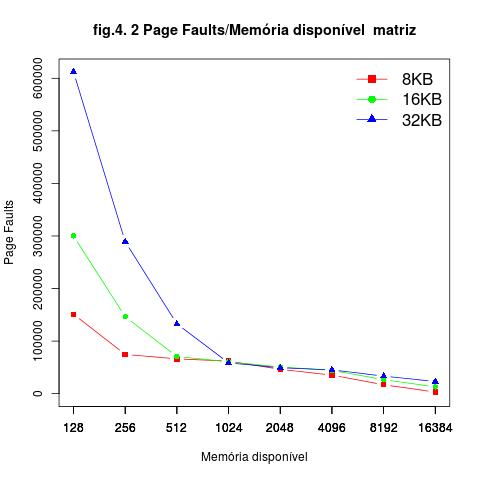 fig.4. 2 Page Faults/Memória disponível  matriz
8KB
16KB
32KB
Page Faults
600000
500000
400000
300000
200000
100000
0
128 256 512 1024 2048 4096 8192 16384
Memória disponível